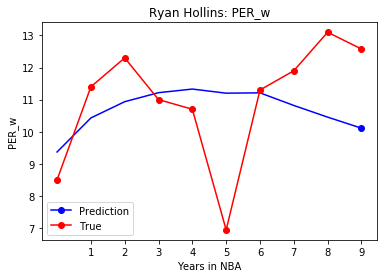 Ryan Hollins: PER_w
PER_w
13
12
11
10
9
8
7
Prediction
True
1 2 3 4 5 6 7 8 9
Years in NBA